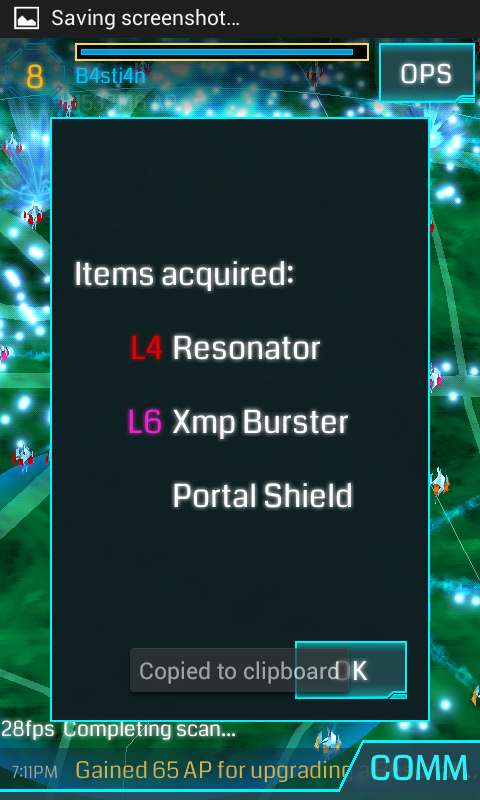 Saving screenshot...
8
B4sti4n
OPS
Items acquired:
L4 Resonator
L6 Xmp Burster
Portal Shield
Copied to clipboard
OK
28fps Completing scan...
7:11PM Gained 65 AP for upgrading
COMM